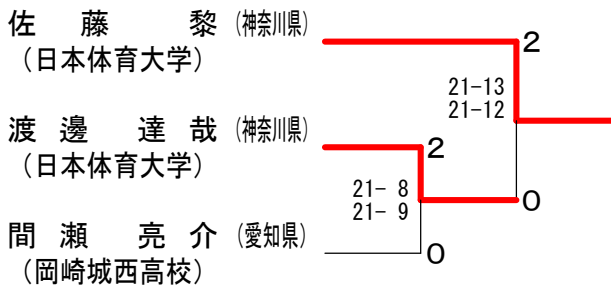 佐藤 黎 (神奈川県)
(日本体育大学)
2
21-13
21-12
渡邊 達哉 (神奈川県)
(日本体育大学)
2
21- 8
21- 9
0
間瀬 亮介 (愛知県)
(岡崎城西高校)
0